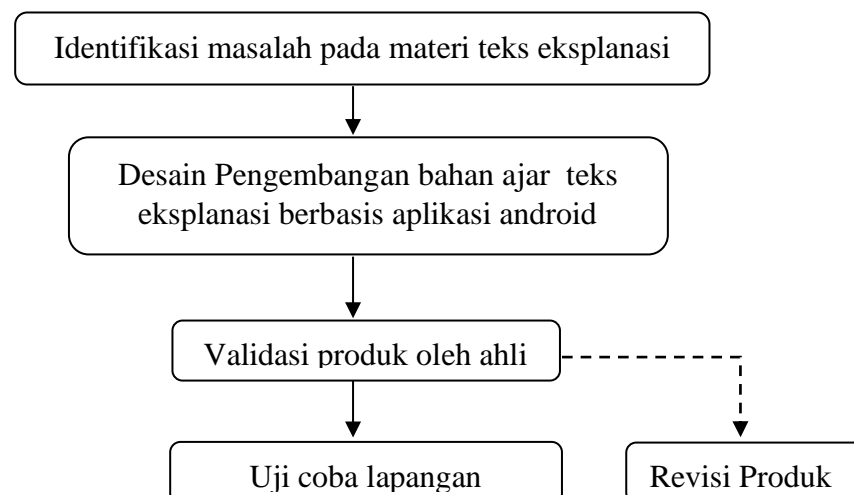 Identifikasi masalah pada materi teks eksplanasi
Desain Pengembangan bahan ajar teks
eksplanasi berbasis aplikasi android
Validasi produk oleh ahli
Uji coba lapangan
Revisi Produk